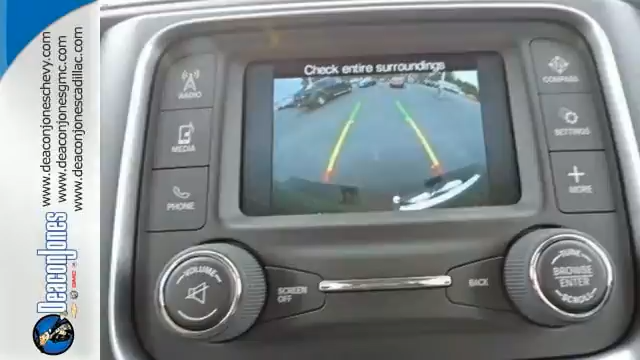 www.deaconjoneschevy.com
www.deaconjonesgmc.com
www.deaconjonescadillac.com
DeaconJones
GMC
Check entire surroundings
RADIO
MEDIA
PHONE
COMPASS
SETTINGS
MORE
VOLUME
SCREEN
OFF
BACK
TUNE
BROWSE
ENTER
SCROLL